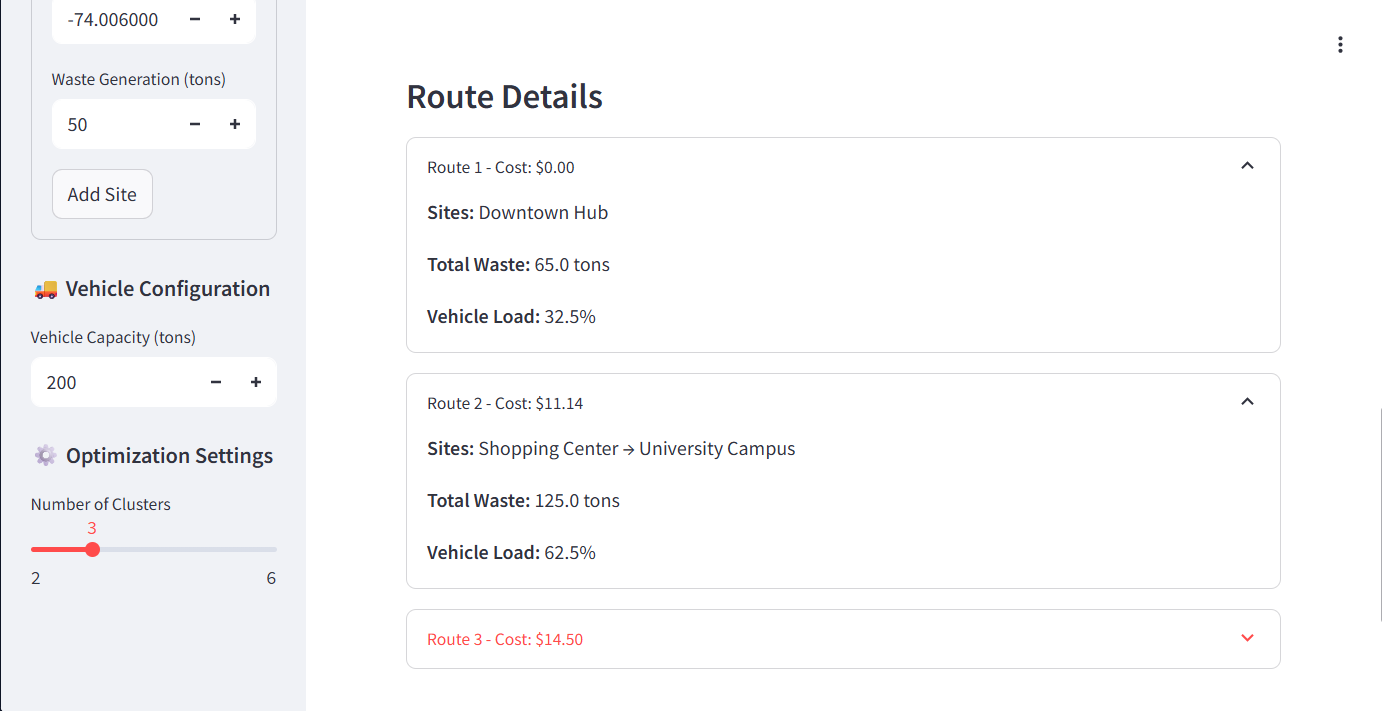 -74.006000
Waste Generation (tons)
50
Add Site
Vehicle Configuration
Vehicle Capacity (tons)
200
Optimization Settings
Number of Clusters
3
2 6
Route Details
Route 1 - Cost: $0.00
Sites: Downtown Hub
Total Waste: 65.0 tons
Vehicle Load: 32.5%
Route 2 - Cost: $11.14
Sites: Shopping Center → University Campus
Total Waste: 125.0 tons
Vehicle Load: 62.5%
Route 3 - Cost: $14.50